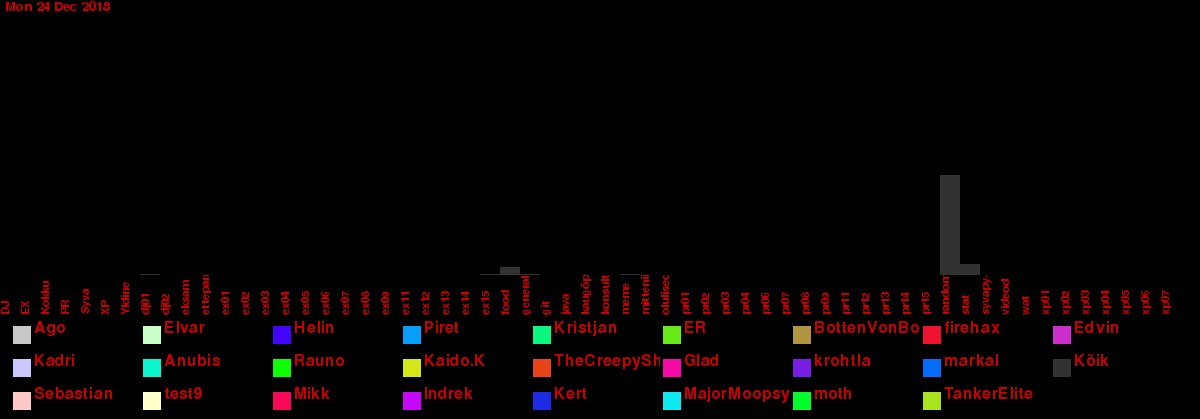 Mon 24 Dec 2018
DJ EX Kokku PR Syva XP Yldine dj01 dj02 eksam ettepan ex01 ex02 ex03 ex04 ex05 ex06 ex07 ex08 ex09 ex11 ex12 ex13 ex14 ex15 food general git java kaugõp konsult meme mitteni olulisec pr01 pr02 pr03 pr04 pr06 pr07 pr08 pr09 pr11 pr12 pr13 pr14 pr15 random stat syvapy- videod wat xp01 xp02 xp03 xp04 xp05 xp06 xp07
Ago Elvar Helin Piret Kristjan ER BottenVonBo firehax Edvin
Kadri Anubis Rauno Kaido.K TheCreepySh Glad krohtla markal Kõik
Sebastian test9 Mikk Indrek Kert MajorMoopsy moth TankerElite